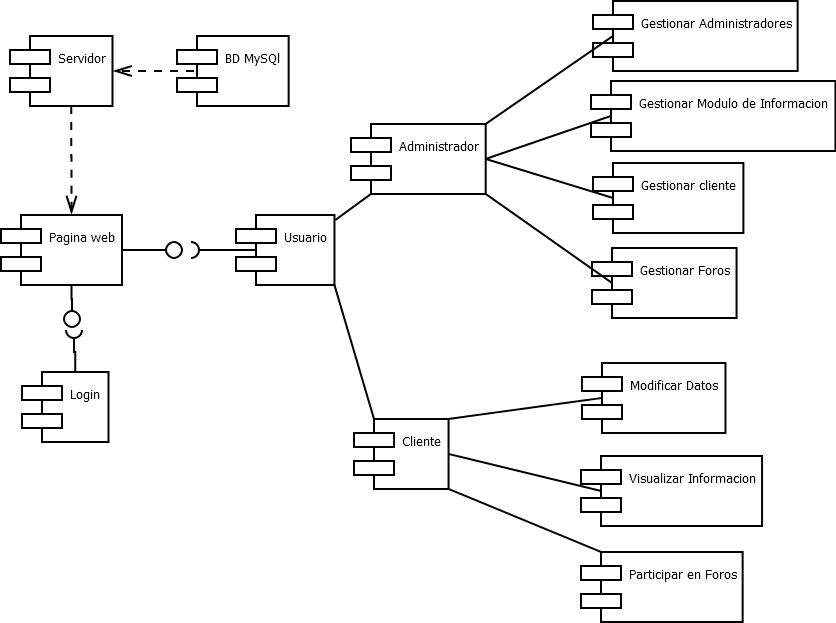 Gestionar Administradores
Servidor
BD MySQl
Gestionar Modulo de Informacion
Administrador
Gestionar cliente
Pagina web
Usuario
Gestionar Foros
Login
Modificar Datos
Cliente
Visualizar Informacion
Participar en Foros